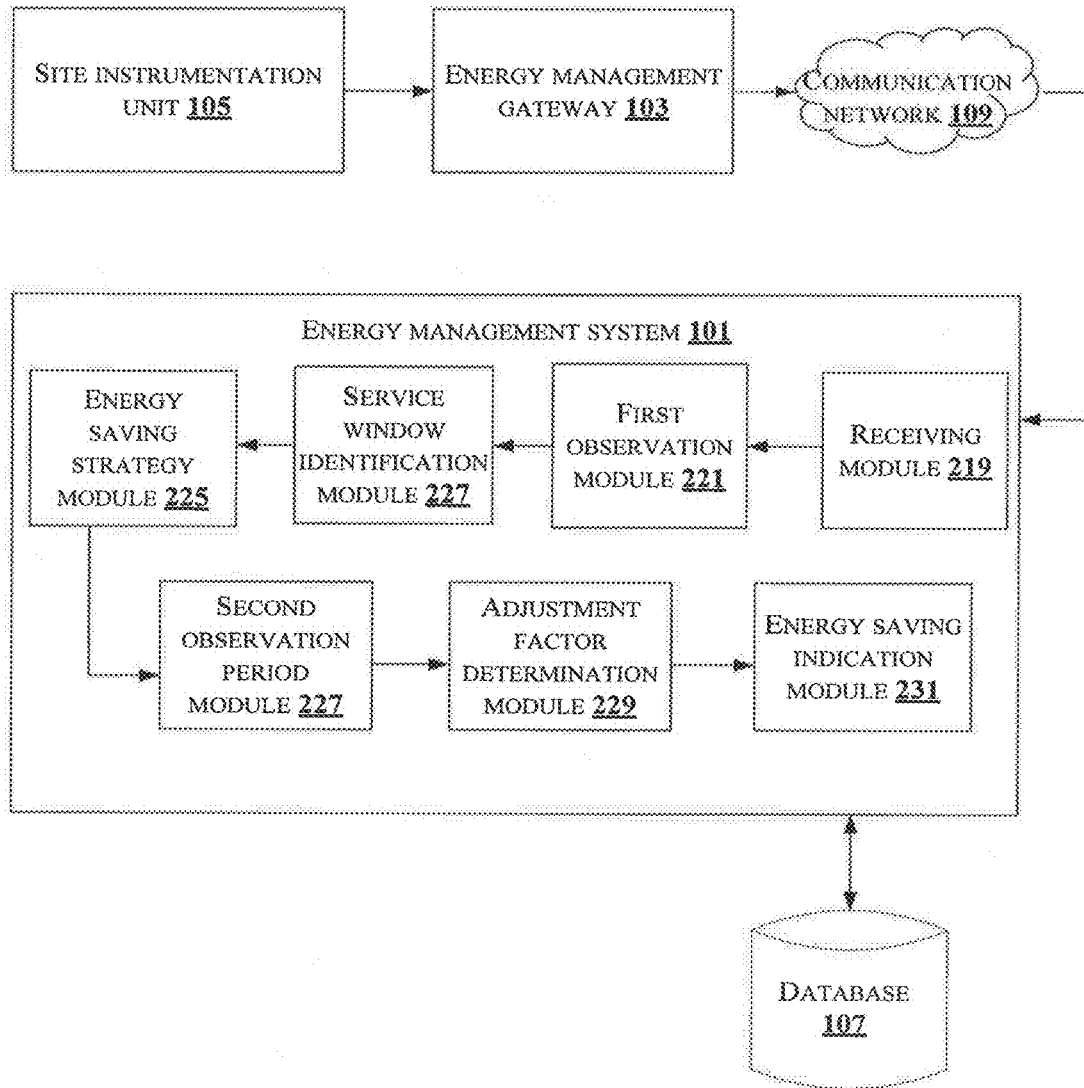 SITE INSTRUMENTATION
UNIT 105
ENERGY MANAGEMENT
GATEWAY 103
COMMUNICATION
NETWORK 109
ENERGY MANAGEMENT SYSTEM 101
ENERGY
SAVING
STRATEGY
MODULE 225
SERVICE
WINDOW
IDENTIFICATION
MODULE 227
FIRST
OBSERVATION
MODULE 221
RECEIVING
MODULE 219
SECOND
OBSERVATION
PERIOD
MODULE 227
ADJUSTMENT
FACTOR
DETERMINATION
MODULE 229
ENERGY SAVING
INDICATION
MODULE 231
DATABASE
107